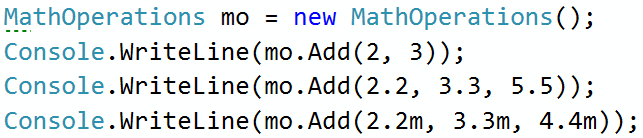 MathOperations mo = new MathOperations();
Console.WriteLine(mo.Add(2, 3));
Console.WriteLine(mo.Add(2.2, 3.3, 5.5));
Console.WriteLine(mo.Add(2.2m, 3.3m, 4.4m));